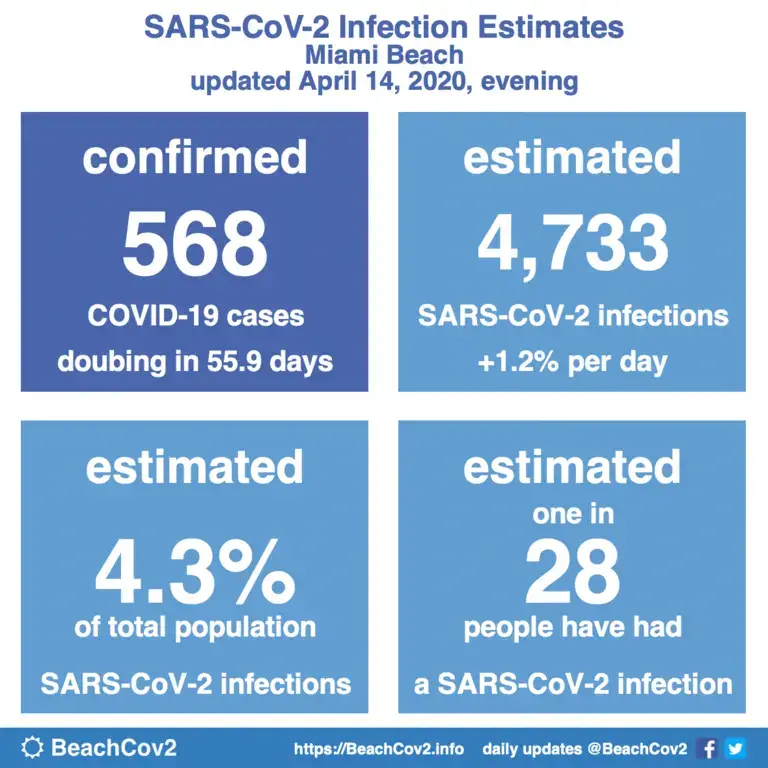 SARS-CoV-2 Infection Estimates
Miami Beach
updated April 14, 2020, evening
confirmed
568
COVID-19 cases
doubing in 55.9 days
estimated
4,733
SARS-CoV-2 infections
+1.2% per day
estimated
4.3%
of total population
SARS-CoV-2 infections
estimated
one in
28
people have had
a SARS-CoV-2 infection
BeachCov2
https://BeachCov2.info daily updates @BeachCov2